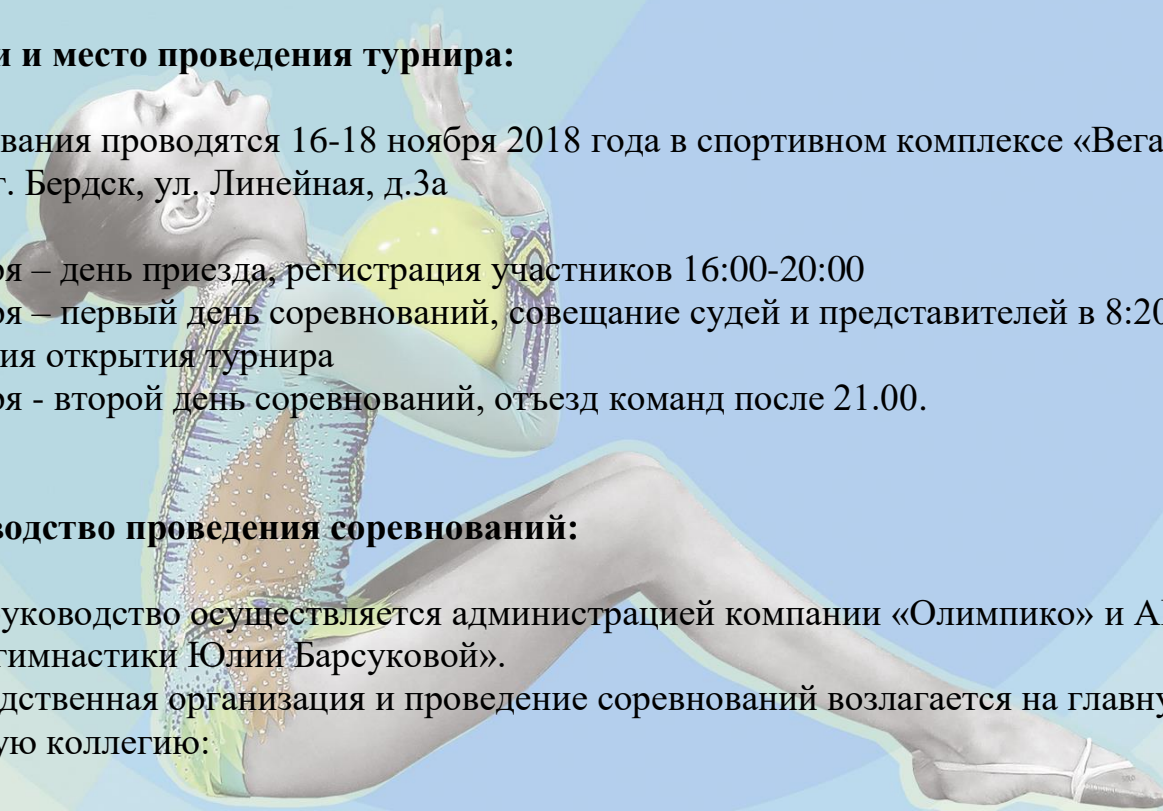 и и место проведения турнира:
вания проводятся 16-18 ноября 2018 года в спортивном комплексе «Вега
г. Бердск, ул. Линейная, д.3а
ря – день приезда, регистрация участников 16:00-20:00
ря – первый день соревнований, совещание судей и представителей в 8:20
ия открытия турнира
ря - второй день соревнований, отъезд команд после 21.00.
водство проведения соревнований:
уководство осуществляется администрацией компании «Олимпико» и
гимнастики Юлии Барсуковой».
дственная организация и проведение соревнований возлагается на главну
ую коллегию: